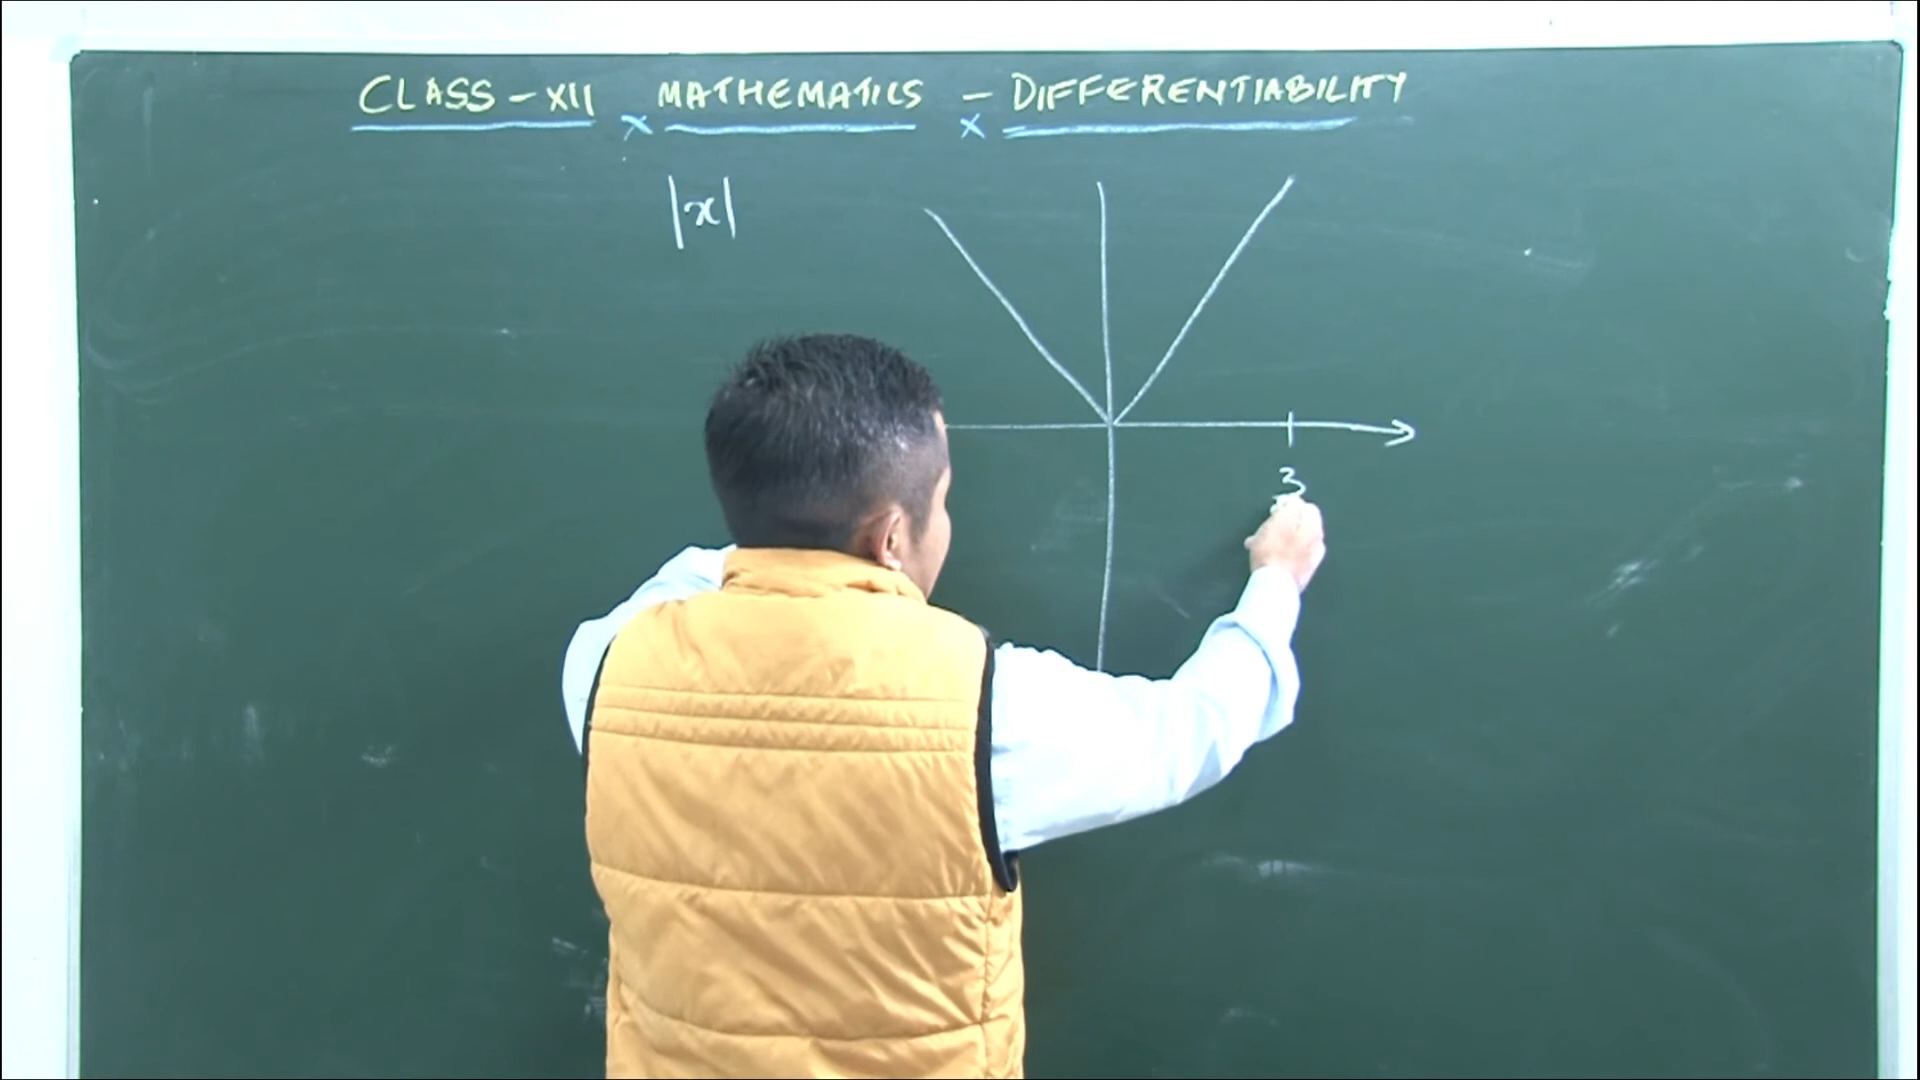 CLASS - XII MATHEMATICS - DIFFERENTIABILITY
|x|
3